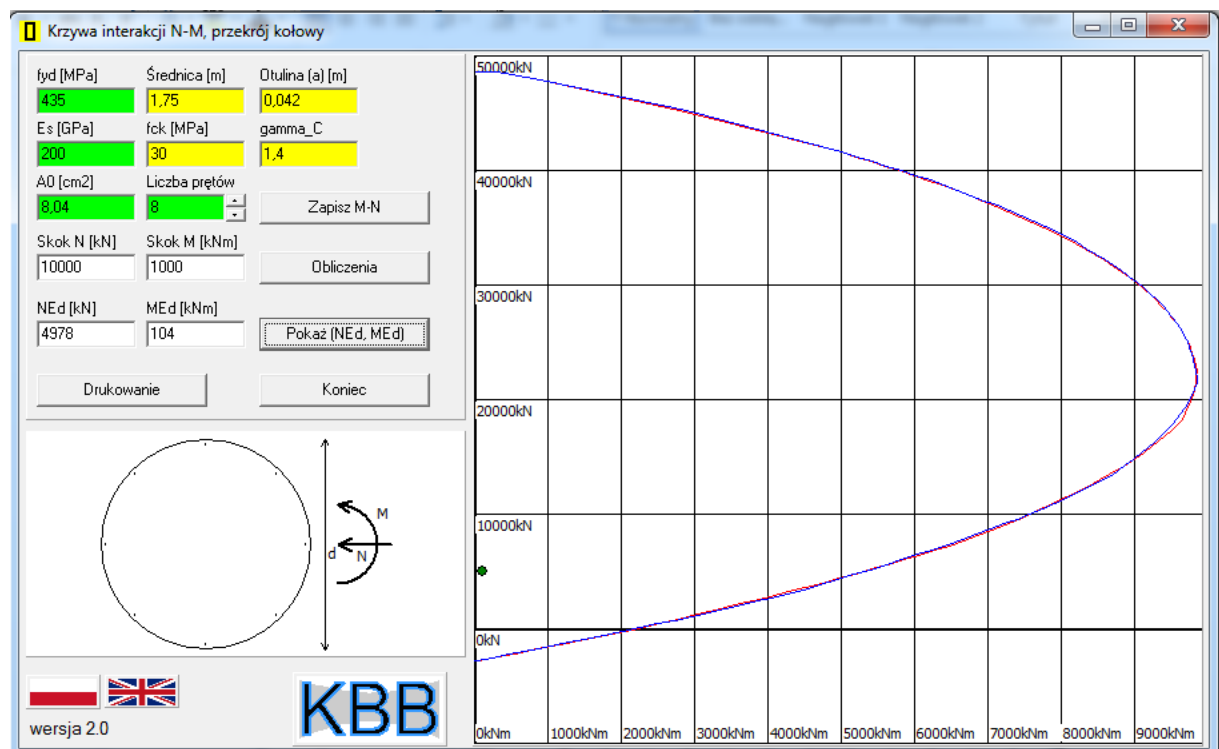 Krzywa interakcji N-M, przekrój kołowy
fyd [MPa] Średnica [m] Otulina (a) [m]
435 1,75 0,042
Es [GPa] fck [MPa] gamma_C
200 30 1,4
A0 [cm2] Liczba prętów
8,04 8 Zapisz M-N
Skok N [kN] Skok M [kNm]
10000 1000 Obliczenia
NEd [kN] MEd [kNm]
4978 104 Pokaż (NEd, MEd)
Drukowanie Koniec
M
d N
KBB
wersja 2.0
50000kN
40000kN
30000kN
20000kN
10000kN
0kN
0kNm 1000kNm 2000kNm 3000kNm 4000kNm 5000kNm 6000kNm 7000kNm 8000kNm 9000kNm